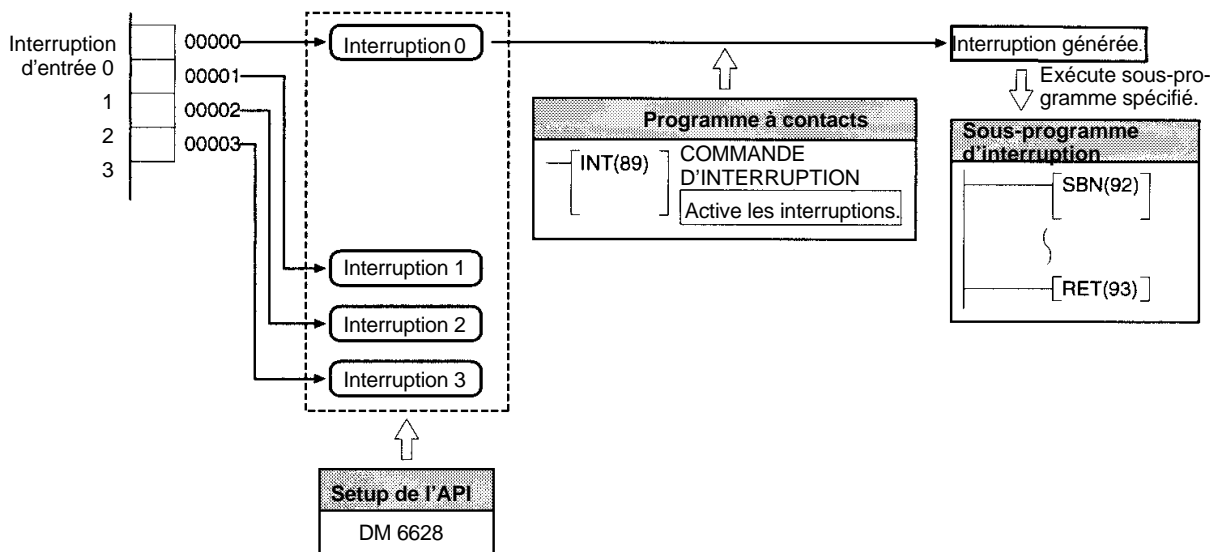 Interruption
d'entrée 0
1
2
3
00000
00001
00002
00003
Interruption 0
Interruption 1
Interruption 2
Interruption 3
Setup de l'API
DM 6628
Programme à contacts
INT(89)
COMMANDE
D'INTERRUPTION
Active les interruptions.
Interruption générée.
Exécute sous-pro-
gramme spécifié.
Sous-programme
d'interruption
SBN(92)
RET(93)